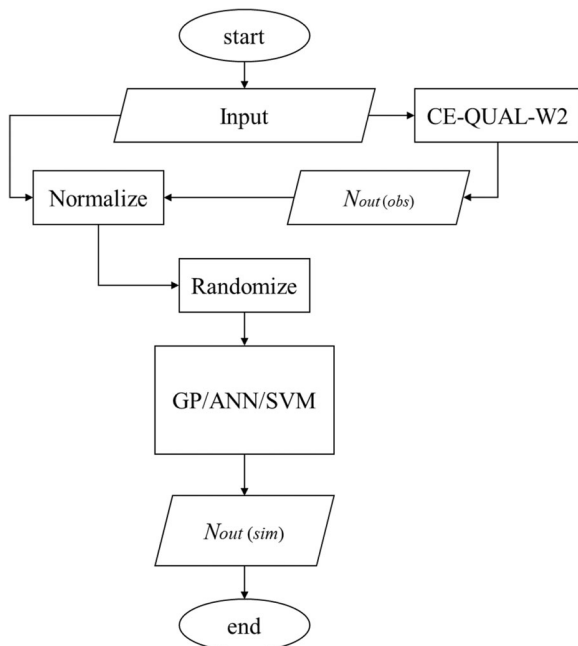 start
Input
CE-QUAL-W2
Normalize
Nout(obs)
Randomize
GP/ANN/SVM
Nout (sim)
end